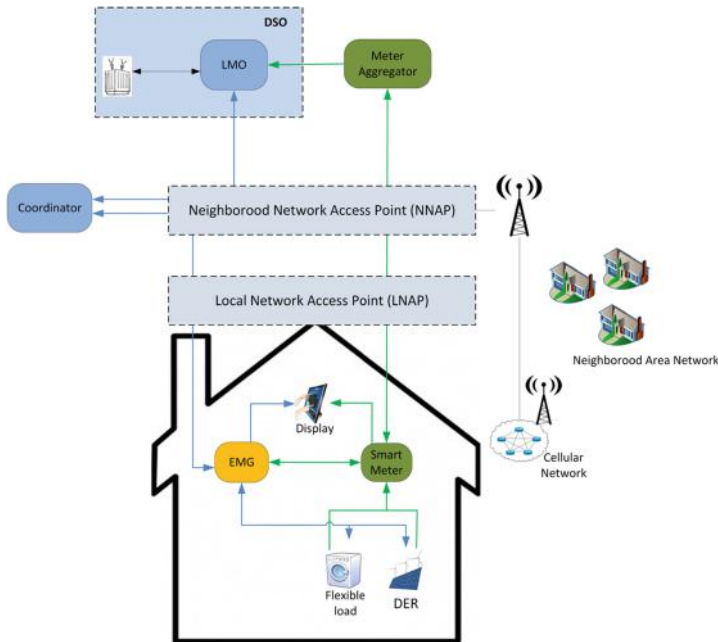 DSO
LMO
Meter
Aggregator
Coordinator
Neighborood Network Access Point (NNAP)
Local Network Access Point (LNAP)
Neighborood Area Network
Display
EMG
Smart
Meter
Cellular
Network
Flexible
load
DER